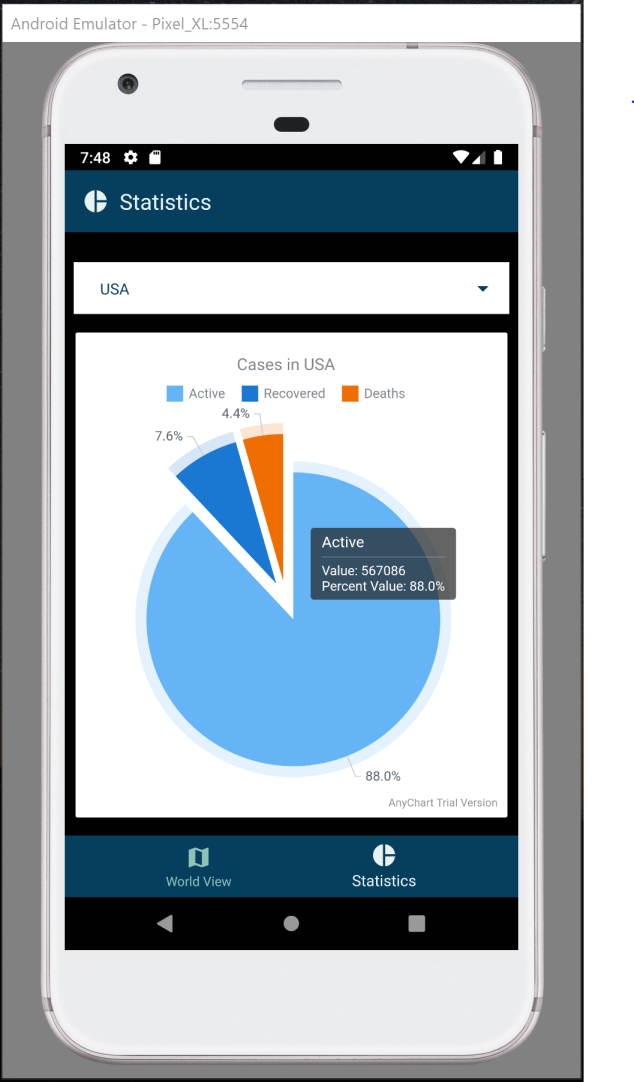 Android Emulator - Pixel_XL:5554
7:48
Statistics
USA
Cases in USA
Active Recovered Deaths
4.4%
7.6%
Active
Value: 567086
Percent Value: 88.0%
88.0%
AnyChart Trial Version
World View Statistics